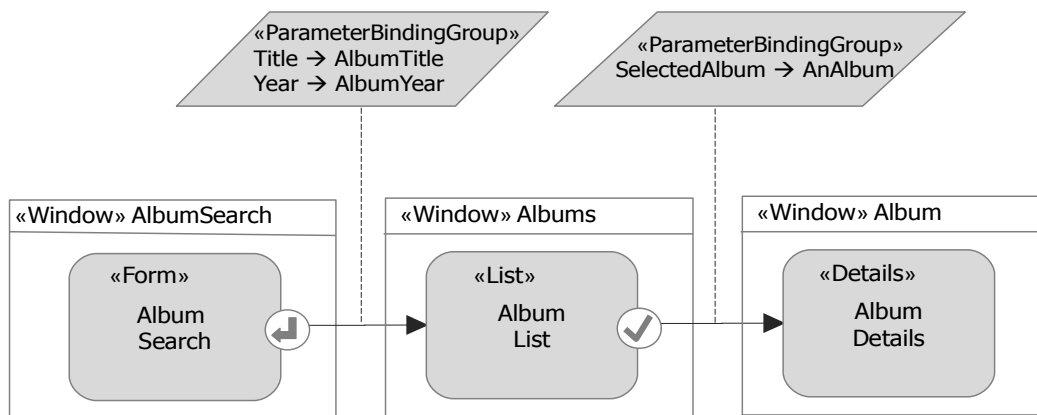 «ParameterBindingGroup»
Title → AlbumTitle
Year → AlbumYear
«ParameterBindingGroup»
SelectedAlbum → AnAlbum
«Window» AlbumSearch
«Form»
Album
Search
«Window» Albums
«List»
Album
List
«Window» Album
«Details»
Album
Details